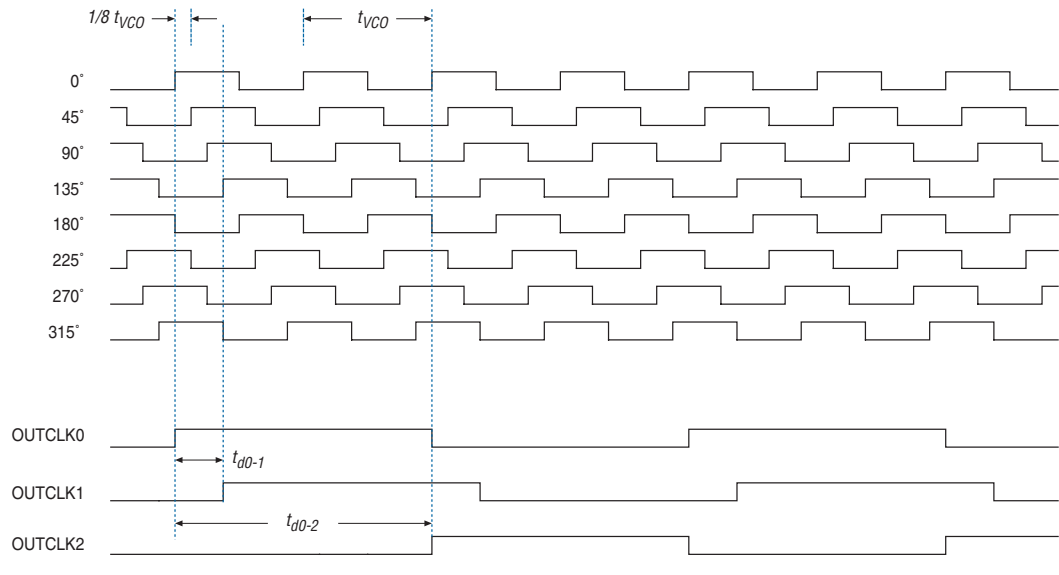 1/8 tVCO
tVCO
0˚
45˚
90˚
135˚
180˚
225˚
270˚
315˚
OUTCLK0
td0-1
OUTCLK1
td0-2
OUTCLK2